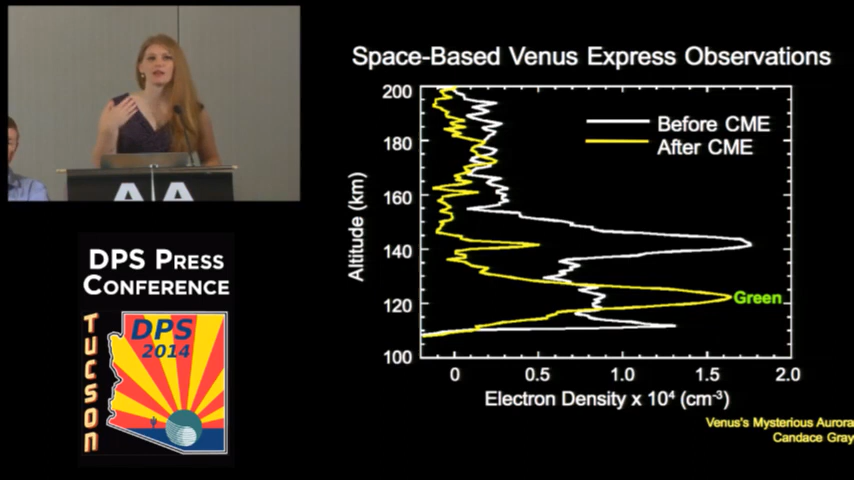 Space-Based Venus Express Observations
200
180
160
140
120
100
Altitude (km)
Before CME
After CME
Green
0
0.5
1.0
1.5
2.0
Electron Density x 10⁴ (cm⁻³)
Venus's Mysterious Aurora
Candace Gray
DPS PRESS
CONFERENCE
TUCSON
DPS
2014